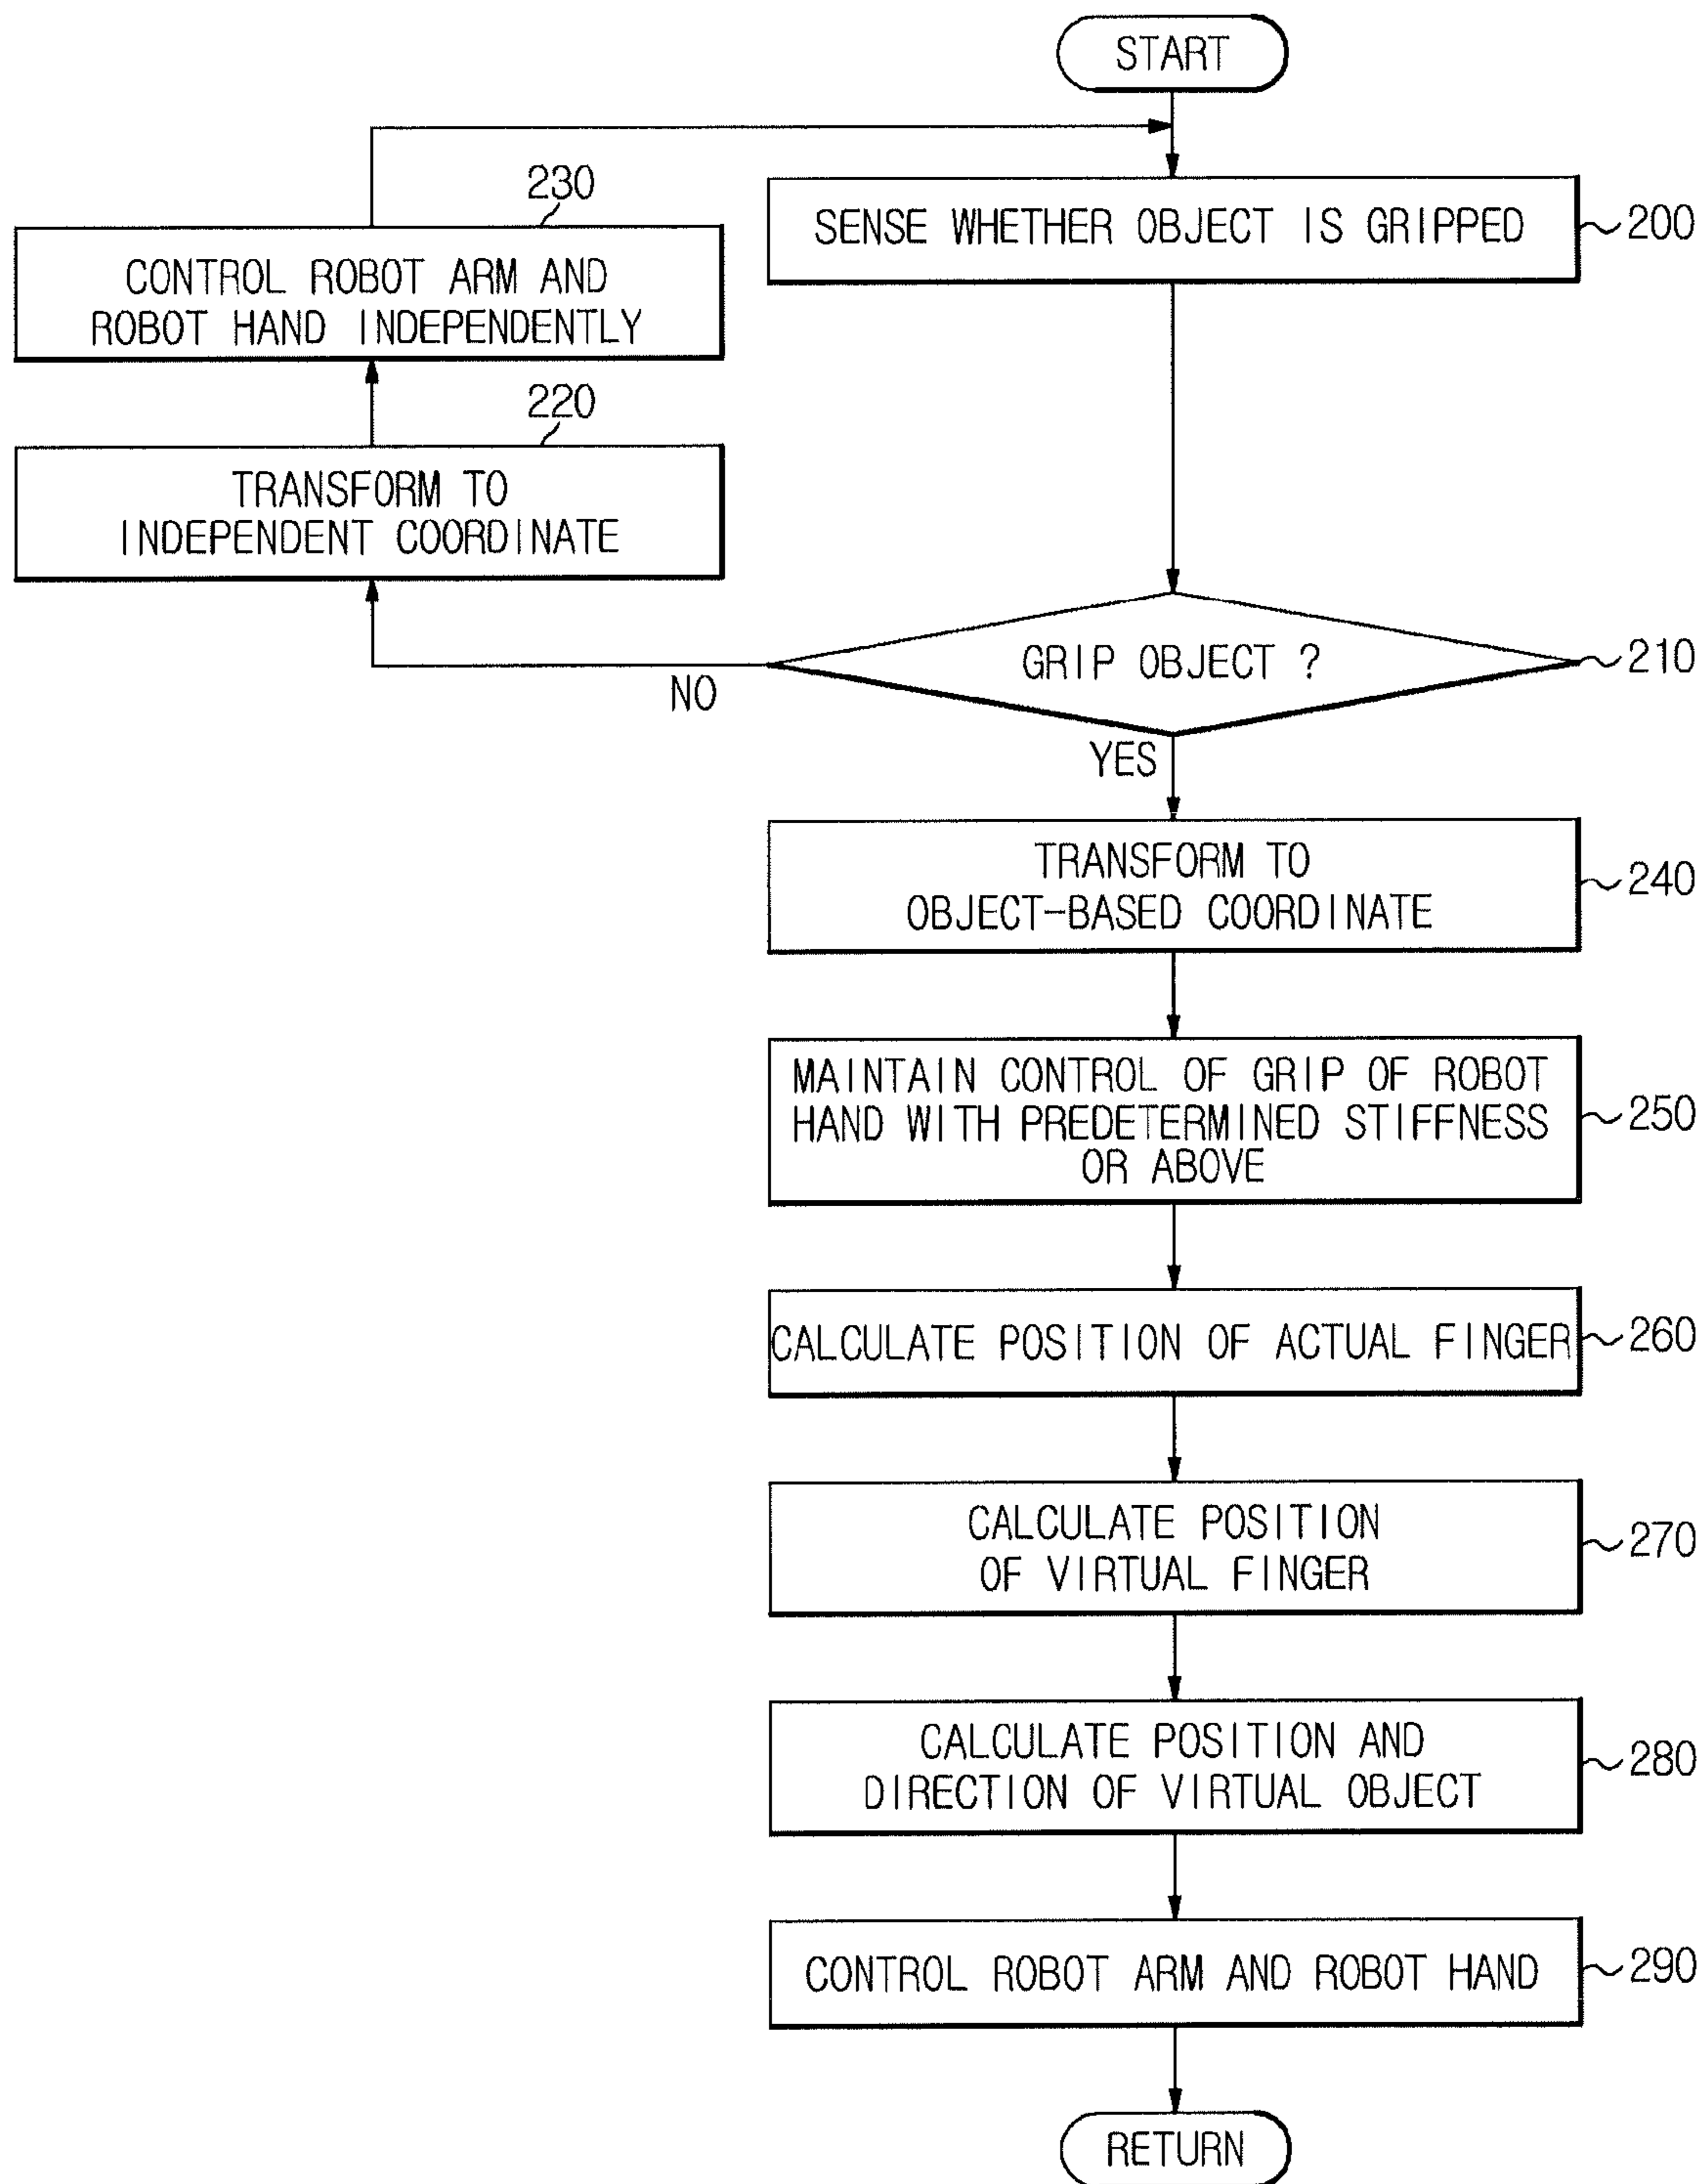 START
230
SENSE WHETHER OBJECT IS GRIPPED
200
CONTROL ROBOT ARM AND
ROBOT HAND INDEPENDENTLY
220
TRANSFORM TO
INDEPENDENT COORDINATE
GRIP OBJECT ?
210
NO
YES
TRANSFORM TO
OBJECT-BASED COORDINATE
240
MAINTAIN CONTROL OF GRIP OF ROBOT
HAND WITH PREDETERMINED STIFFNESS
OR ABOVE
250
CALCULATE POSITION OF ACTUAL FINGER
260
CALCULATE POSITION
OF VIRTUAL FINGER
270
CALCULATE POSITION AND
DIRECTION OF VIRTUAL OBJECT
280
CONTROL ROBOT ARM AND ROBOT HAND
290
RETURN